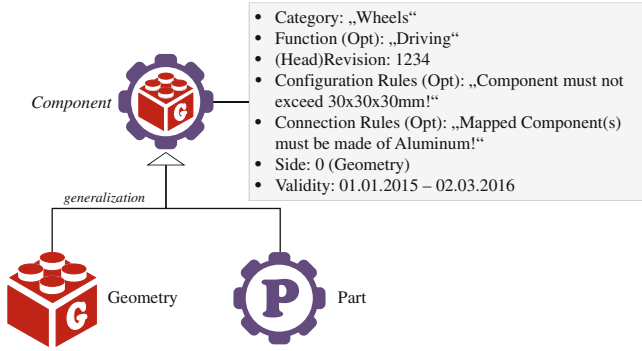 • Category: „Wheels“
• Function (Opt): „Driving“
• (Head)Revision: 1234
• Configuration Rules (Opt): „Component must not
exceed 30x30x30mm!“
• Connection Rules (Opt): „Mapped Component(s)
must be made of Aluminum!“
• Side: 0 (Geometry)
• Validity: 01.01.2015 – 02.03.2016
Component
G
generalization
G
Geometry
P
Part